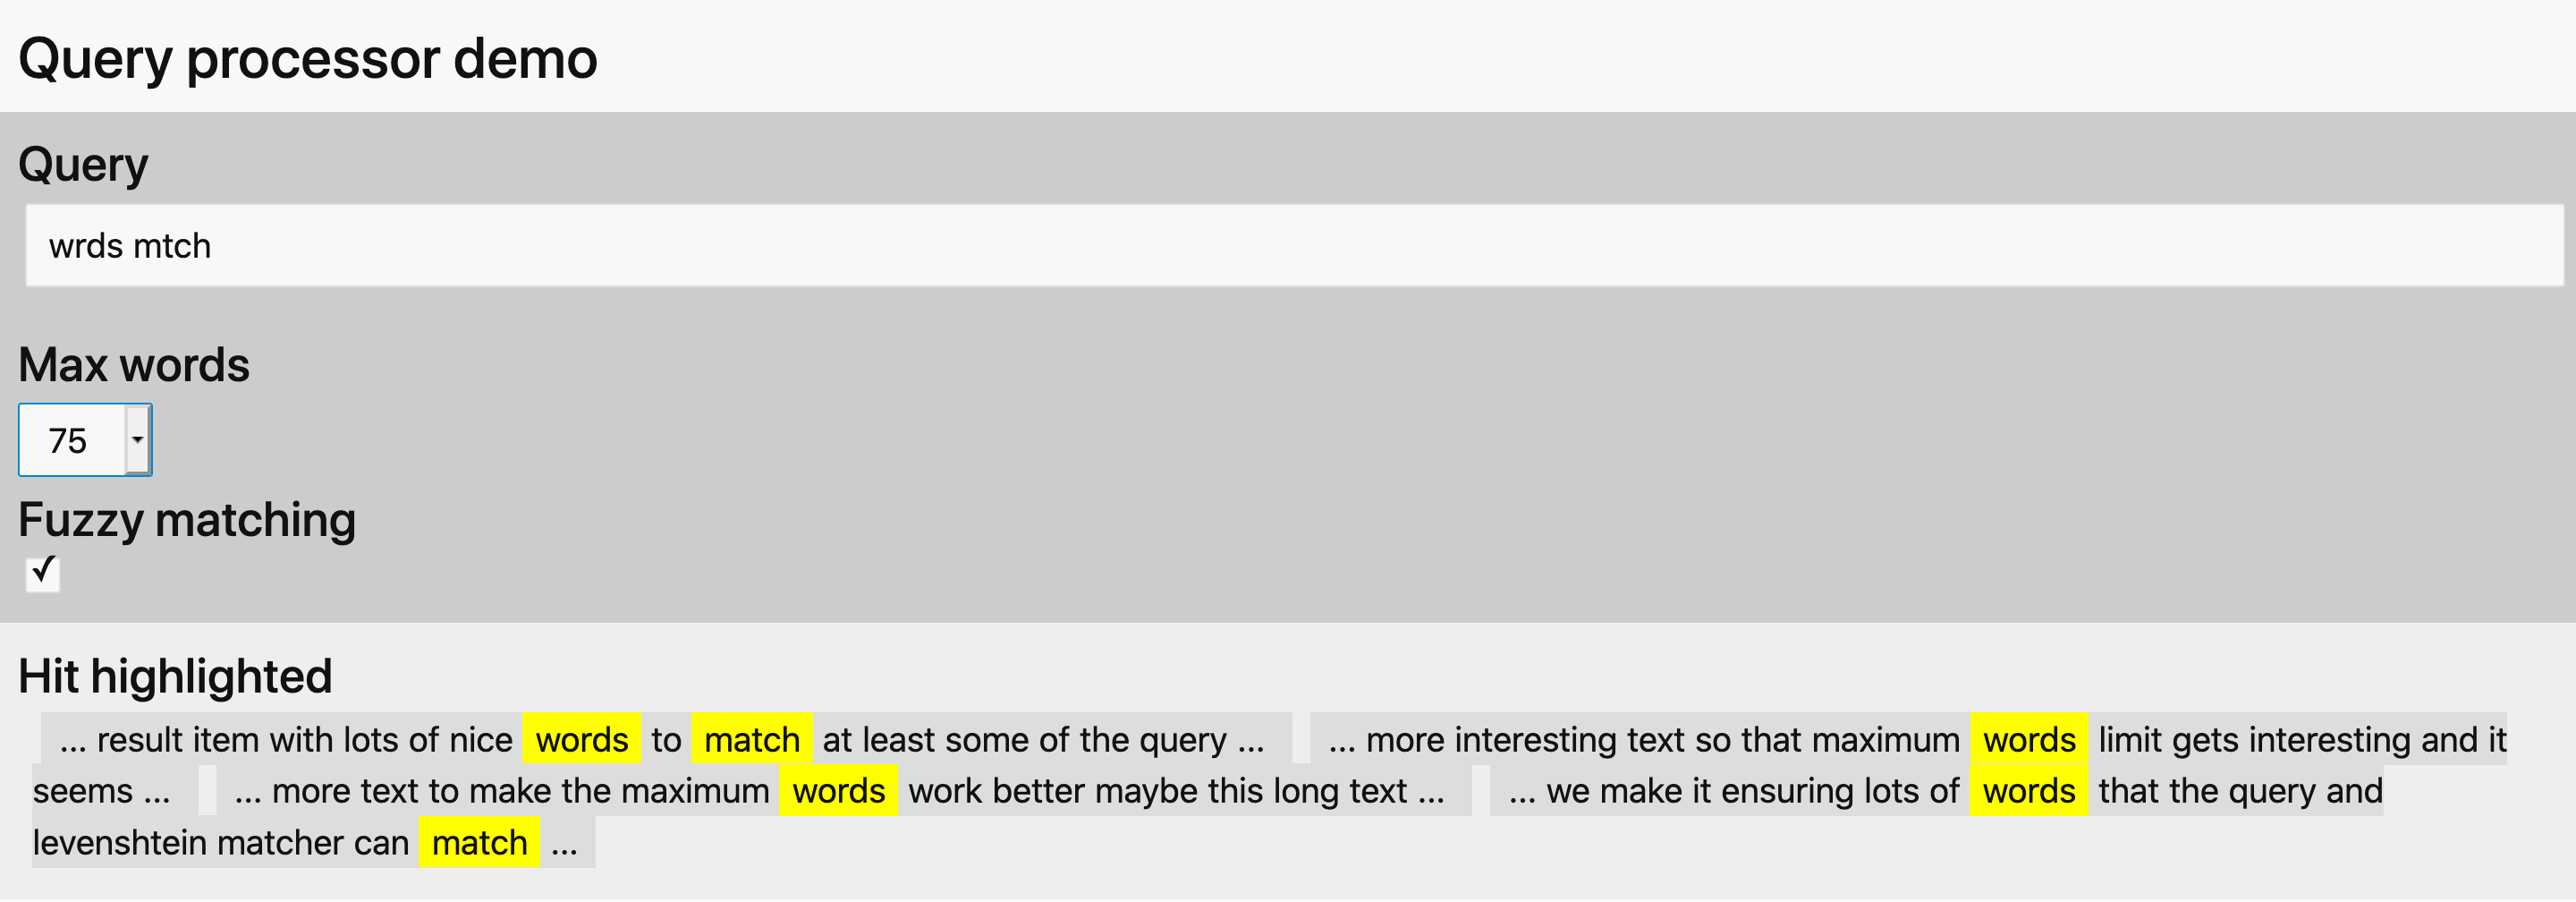 Query processor demo
Query
wrds mtch
Max words
75
Fuzzy matching
Hit highlighted
... result item with lots of nice words to match at least some of the query ... ... more interesting text so that maximum words limit gets interesting and it
seems ... ... more text to make the maximum words work better maybe this long text ... ... we make it ensuring lots of words that the query and
levenshtein matcher can match ...